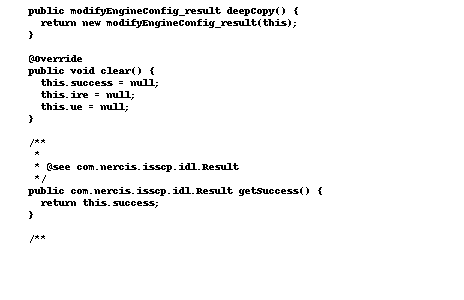 public modifyEngineConfig_result deepCopy() {
return new modifyEngineConfig_result(this);
}
@Override
public void clear() {
this.success = null;
this.ire = null;
this.ue = null;
}
/**
*
* @see com.nercis.isscp.idl.Result
*/
public com.nercis.isscp.idl.Result getSuccess() {
return this.success;
}
/**